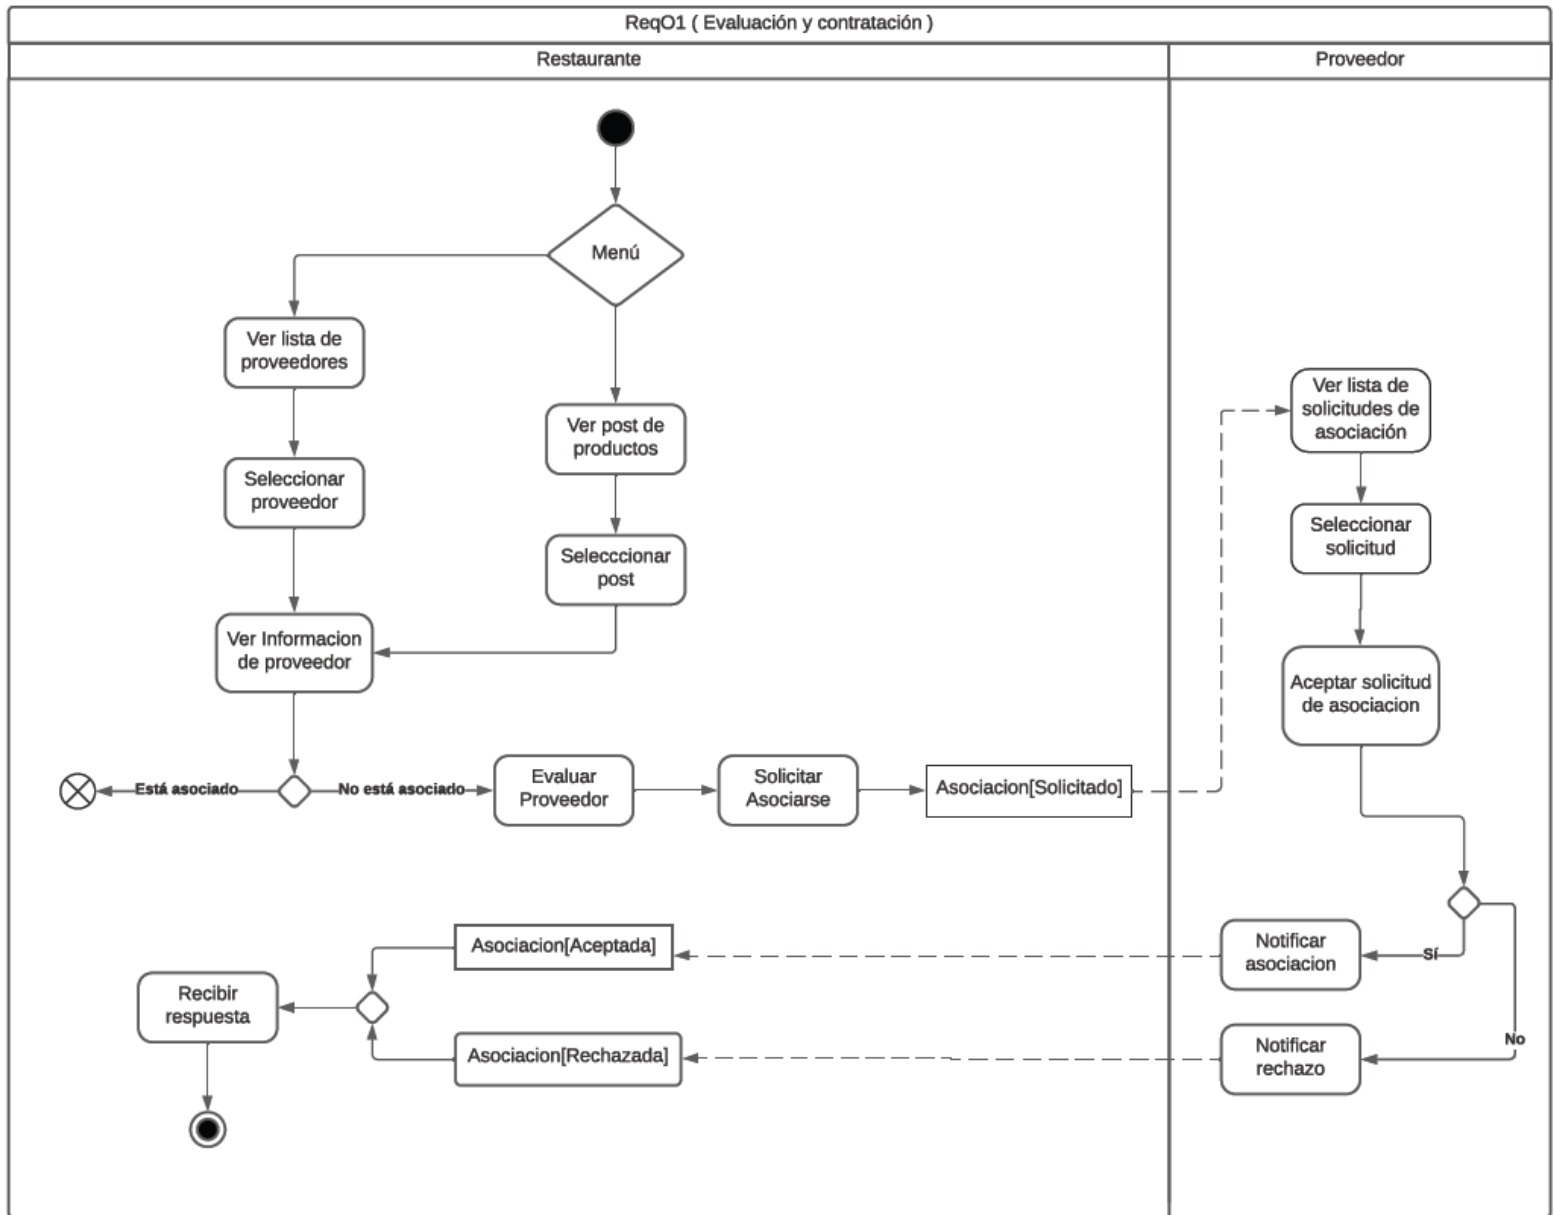 ReqO1 ( Evaluación y contratación )
Restaurante
Proveedor
Menú
Ver lista de
proveedores
Ver post de
productos
Ver lista de
solicitudes de
asociación
Seleccionar
proveedor
Selecccionar
post
Seleccionar
solicitud
Ver Informacion
de proveedor
Aceptar solicitud
de asociacion
Está asociado
No está asociado
Evaluar
Proveedor
Solicitar
Asociarse
Asociacion[Solicitado]
Asociacion[Aceptada]
Notificar
asociacion
Sí
Recibir
respuesta
Asociacion[Rechazada]
Notificar
rechazo
No